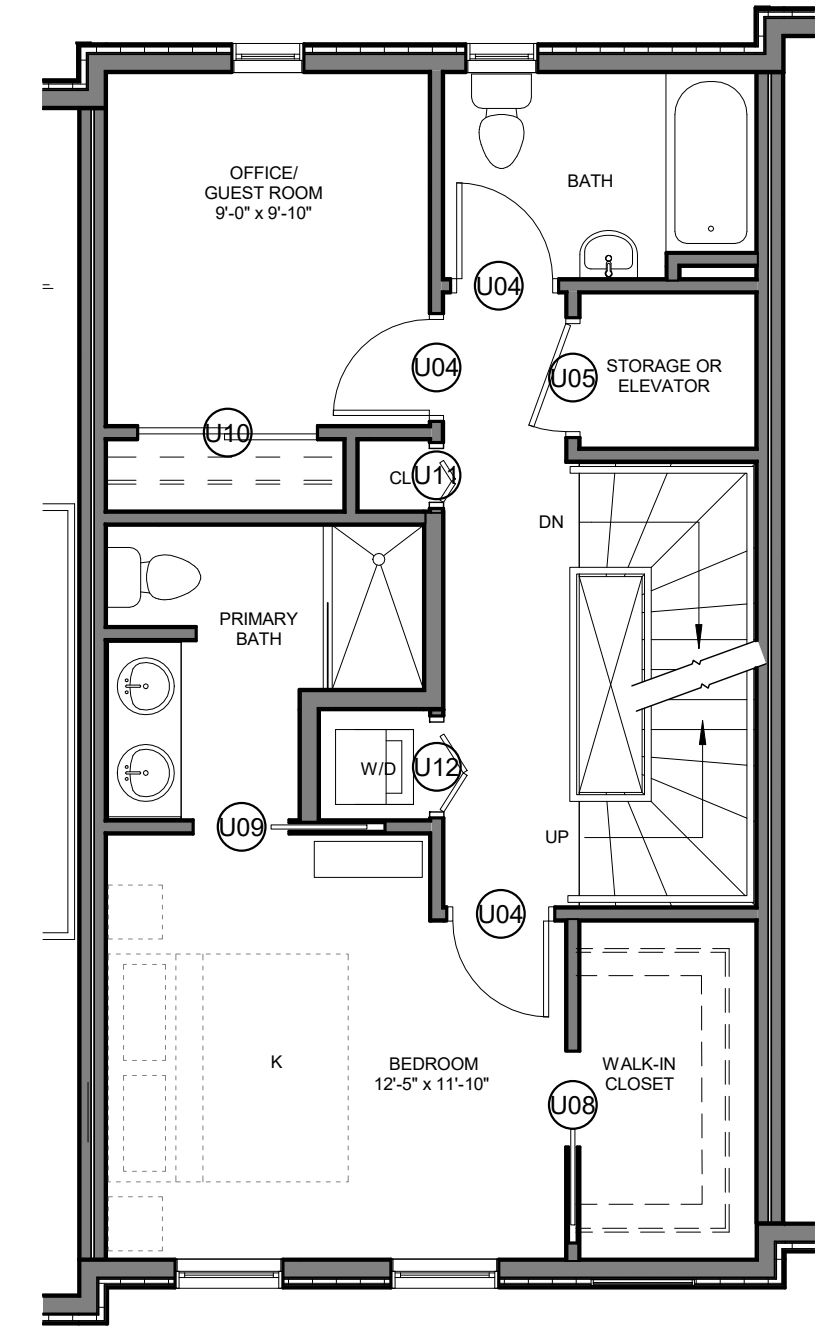 OFFICE/
GUEST ROOM
9'-0" x 9'-10"
BATH
U04
U04
U05
STORAGE OR
ELEVATOR
U10
CL
U11
DN
PRIMARY
BATH
W/D
U12
U09
UP
U04
K
BEDROOM
12'-5" x 11'-10"
WALK-IN
CLOSET
U08